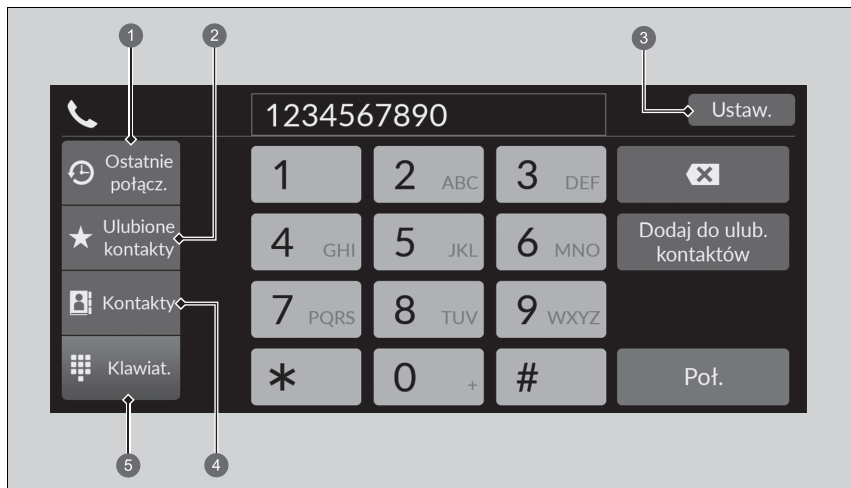 1
2
3
1234567890
Ustaw.
Ostatnie
połącz.
Ulubione
kontakty
Kontakty
Klawiat.
1
2 ABC
3 DEF
4 GHI
5 JKL
6 MNO
Dodaj do ulub.
kontaktów
7 PQRS
8 TUV
9 WXYZ
*
0 +
#
Poł.
5
4